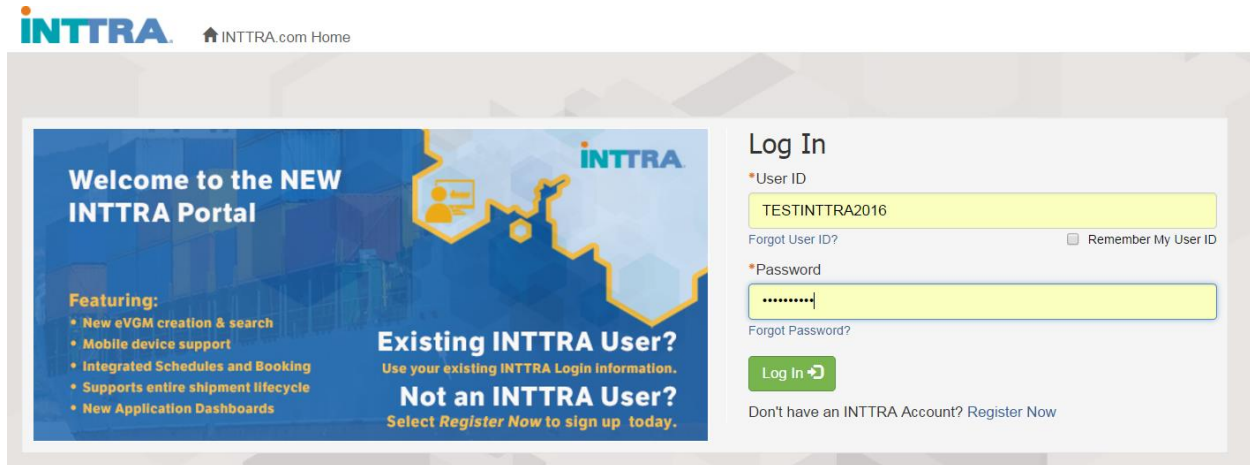 INTTRA. INTTRA.com Home
INTTRA
Welcome to the NEW
INTTRA Portal
Featuring:
• New eVGM creation & search
• Mobile device support
• Integrated Schedules and Booking
• Supports entire shipment lifecycle
• New Application Dashboards
Existing INTTRA User?
Use your existing INTTRA Login information.
Not an INTTRA User?
Select Register Now to sign up today.
Log In
*User ID
TESTINTTRA2016
Forgot User ID? Remember My User ID
*Password
••••••••••
Forgot Password?
Log In
Don't have an INTTRA Account? Register Now